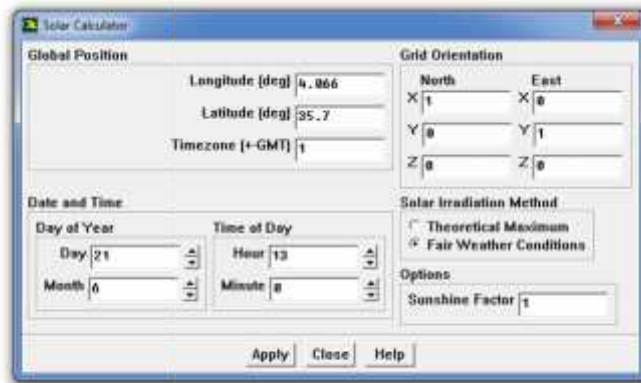 Solar Calculator
Global Position
Longitude (deg) 4.066
Latitude (deg) 35.7
Timezone (+-GMT) 1
Grid Orientation
North East
X 1 X 0
Y 0 Y 1
Z 0 Z 0
Date and Time
Day of Year
Day 21
Month 6
Time of Day
Hour 13
Minute 0
Solar Irradiation Method
Theoretical Maximum
Fair Weather Conditions
Options
Sunshine Factor 1
Apply Close Help